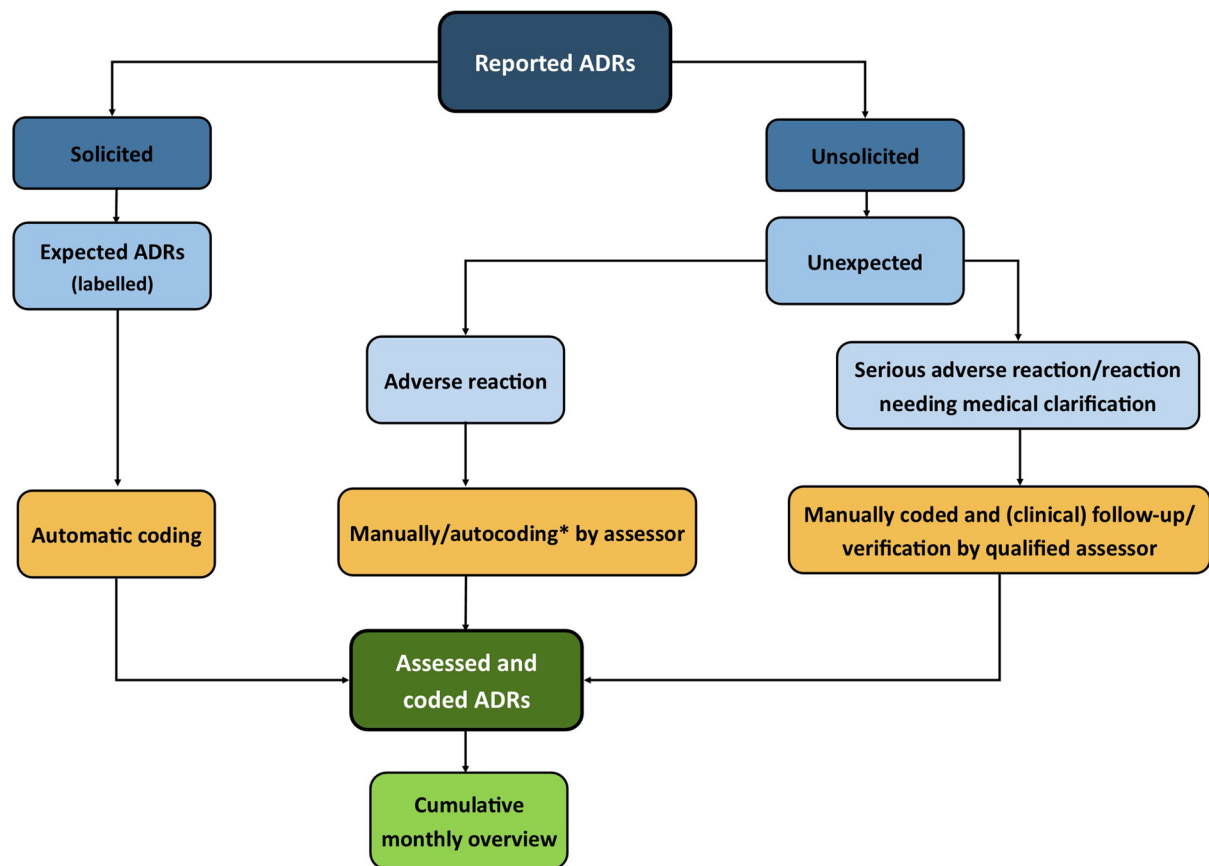 Reported ADRs
Solicited
Unsolicited
Expected ADRs
(labelled)
Unexpected
Adverse reaction
Serious adverse reaction/reaction
needing medical clarification
Automatic coding
Manually/autocoding* by assessor
Manually coded and (clinical) follow-up/
verification by qualified assessor
Assessed and
coded ADRs
Cumulative
monthly overview